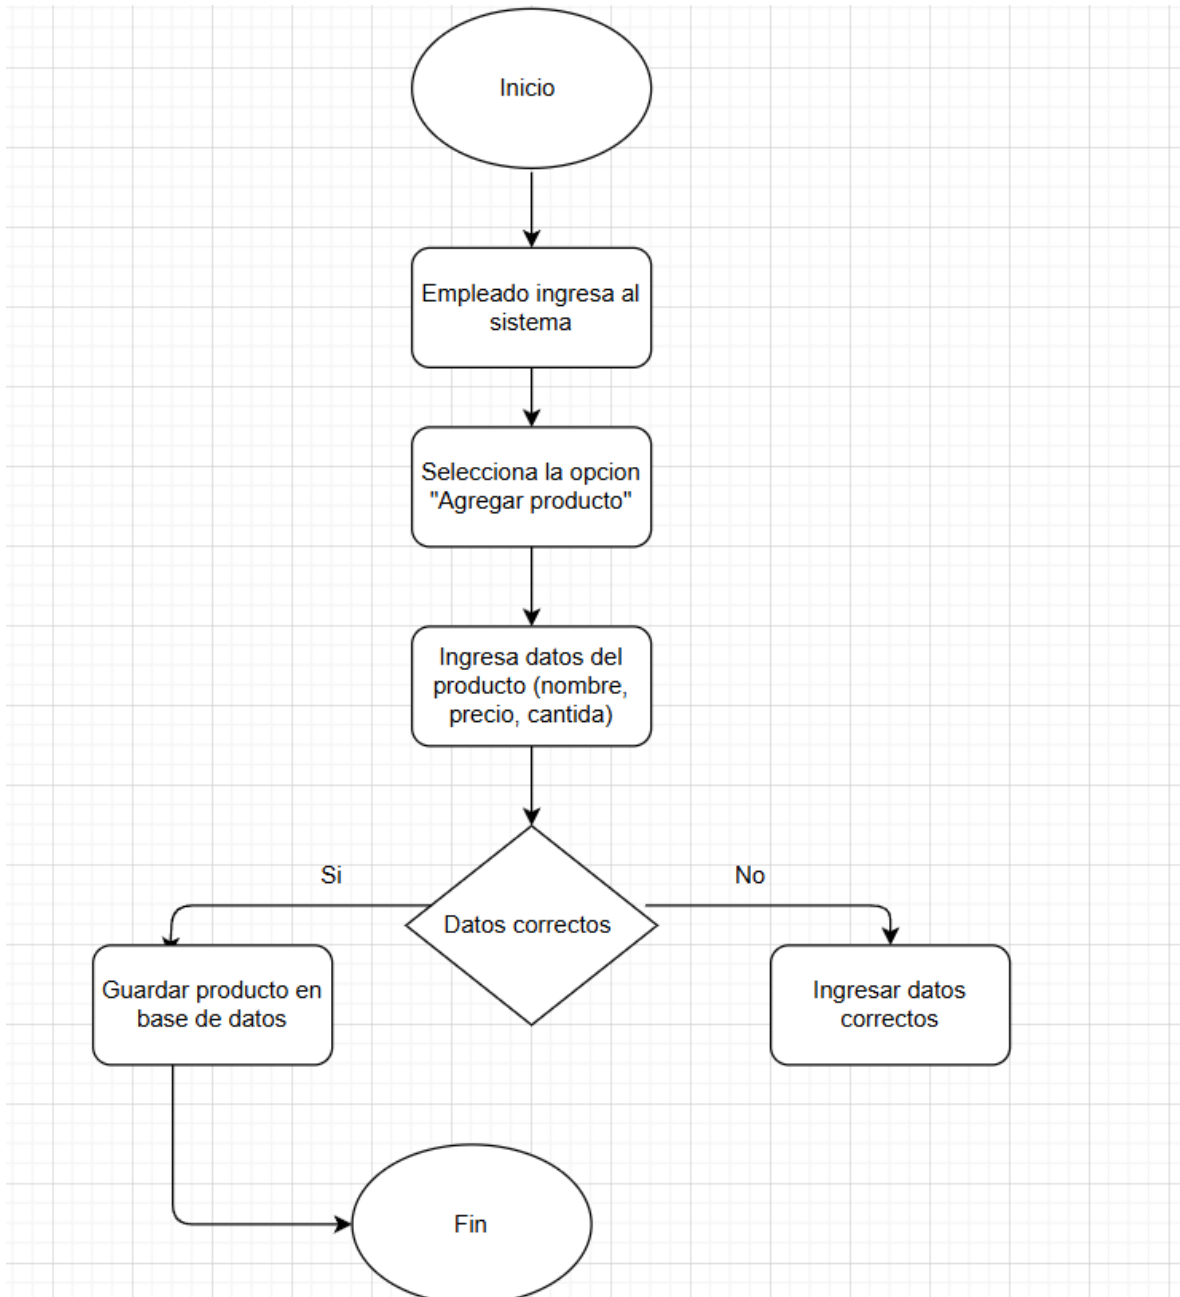 Inicio
Empleado ingresa al
sistema
Selecciona la opcion
"Agregar producto"
Ingresa datos del
producto (nombre,
precio, cantida)
Si
No
Datos correctos
Guardar producto en
base de datos
Ingresar datos
correctos
Fin